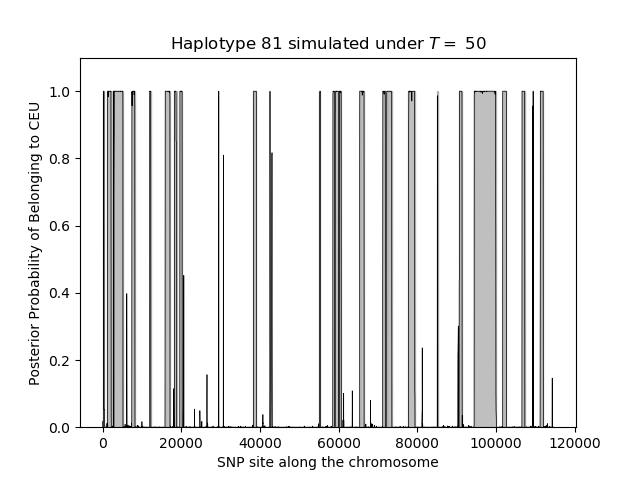 Haplotype 81 simulated under T = 50
Posterior Probability of Belonging to CEU
1.0
0.8
0.6
0.4
0.2
0.0
0 20000 40000 60000 80000 100000 120000
SNP site along the chromosome